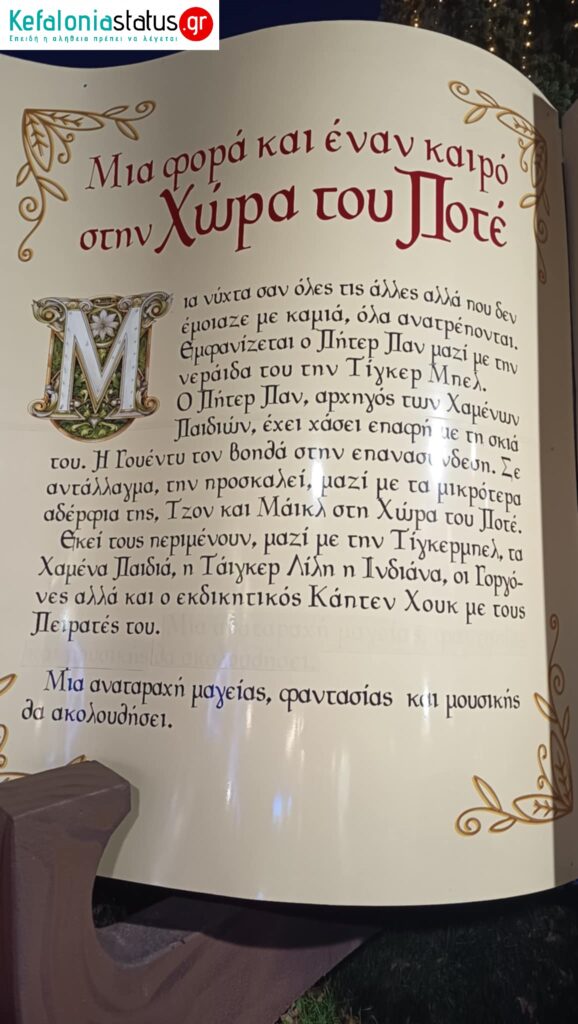 Kefaloniastatus.gr
Επειδή η αλήθεια πρέπει να λέγεται
Μια φορά και έναν καιρό
στην Χώρα του Ποτέ
Μια νύχτα σαν όλες τις άλλες αλλά που δεν
έμοιαζε με καμιά, όλα ανατρέπονται.
Εμφανίζεται ο Πήτερ Παν μαζί με την
νεράιδα του την Τίγκερ Μπελ.
Ο Πήτερ Παν, αρχηγός των Χαμένων
Παιδιών, έχει χάσει επαφή με τη σκιά
του. Η Γουέντυ τον βοηθά στην επανασύνδεση. Σε
αντάλλαγμα, την προσκαλεί, μαζί με τα μικρότερα
αδέρφια της, Τζον και Μάικλ στη Χώρα του Ποτέ.
Εκεί τους περιμένουν, μαζί με την Τίγκερμπελ, τα
Χαμένα Παιδιά, η Τάιγκερ Λίλη η Ινδιάνα, οι Γοργό-
νες αλλά και ο εκδικητικός Κάπτεν Χουκ με τους
Πειρατές του.
Μια αναταραχή μαγείας, φαντασίας και μουσικής
θα ακολουθήσει.